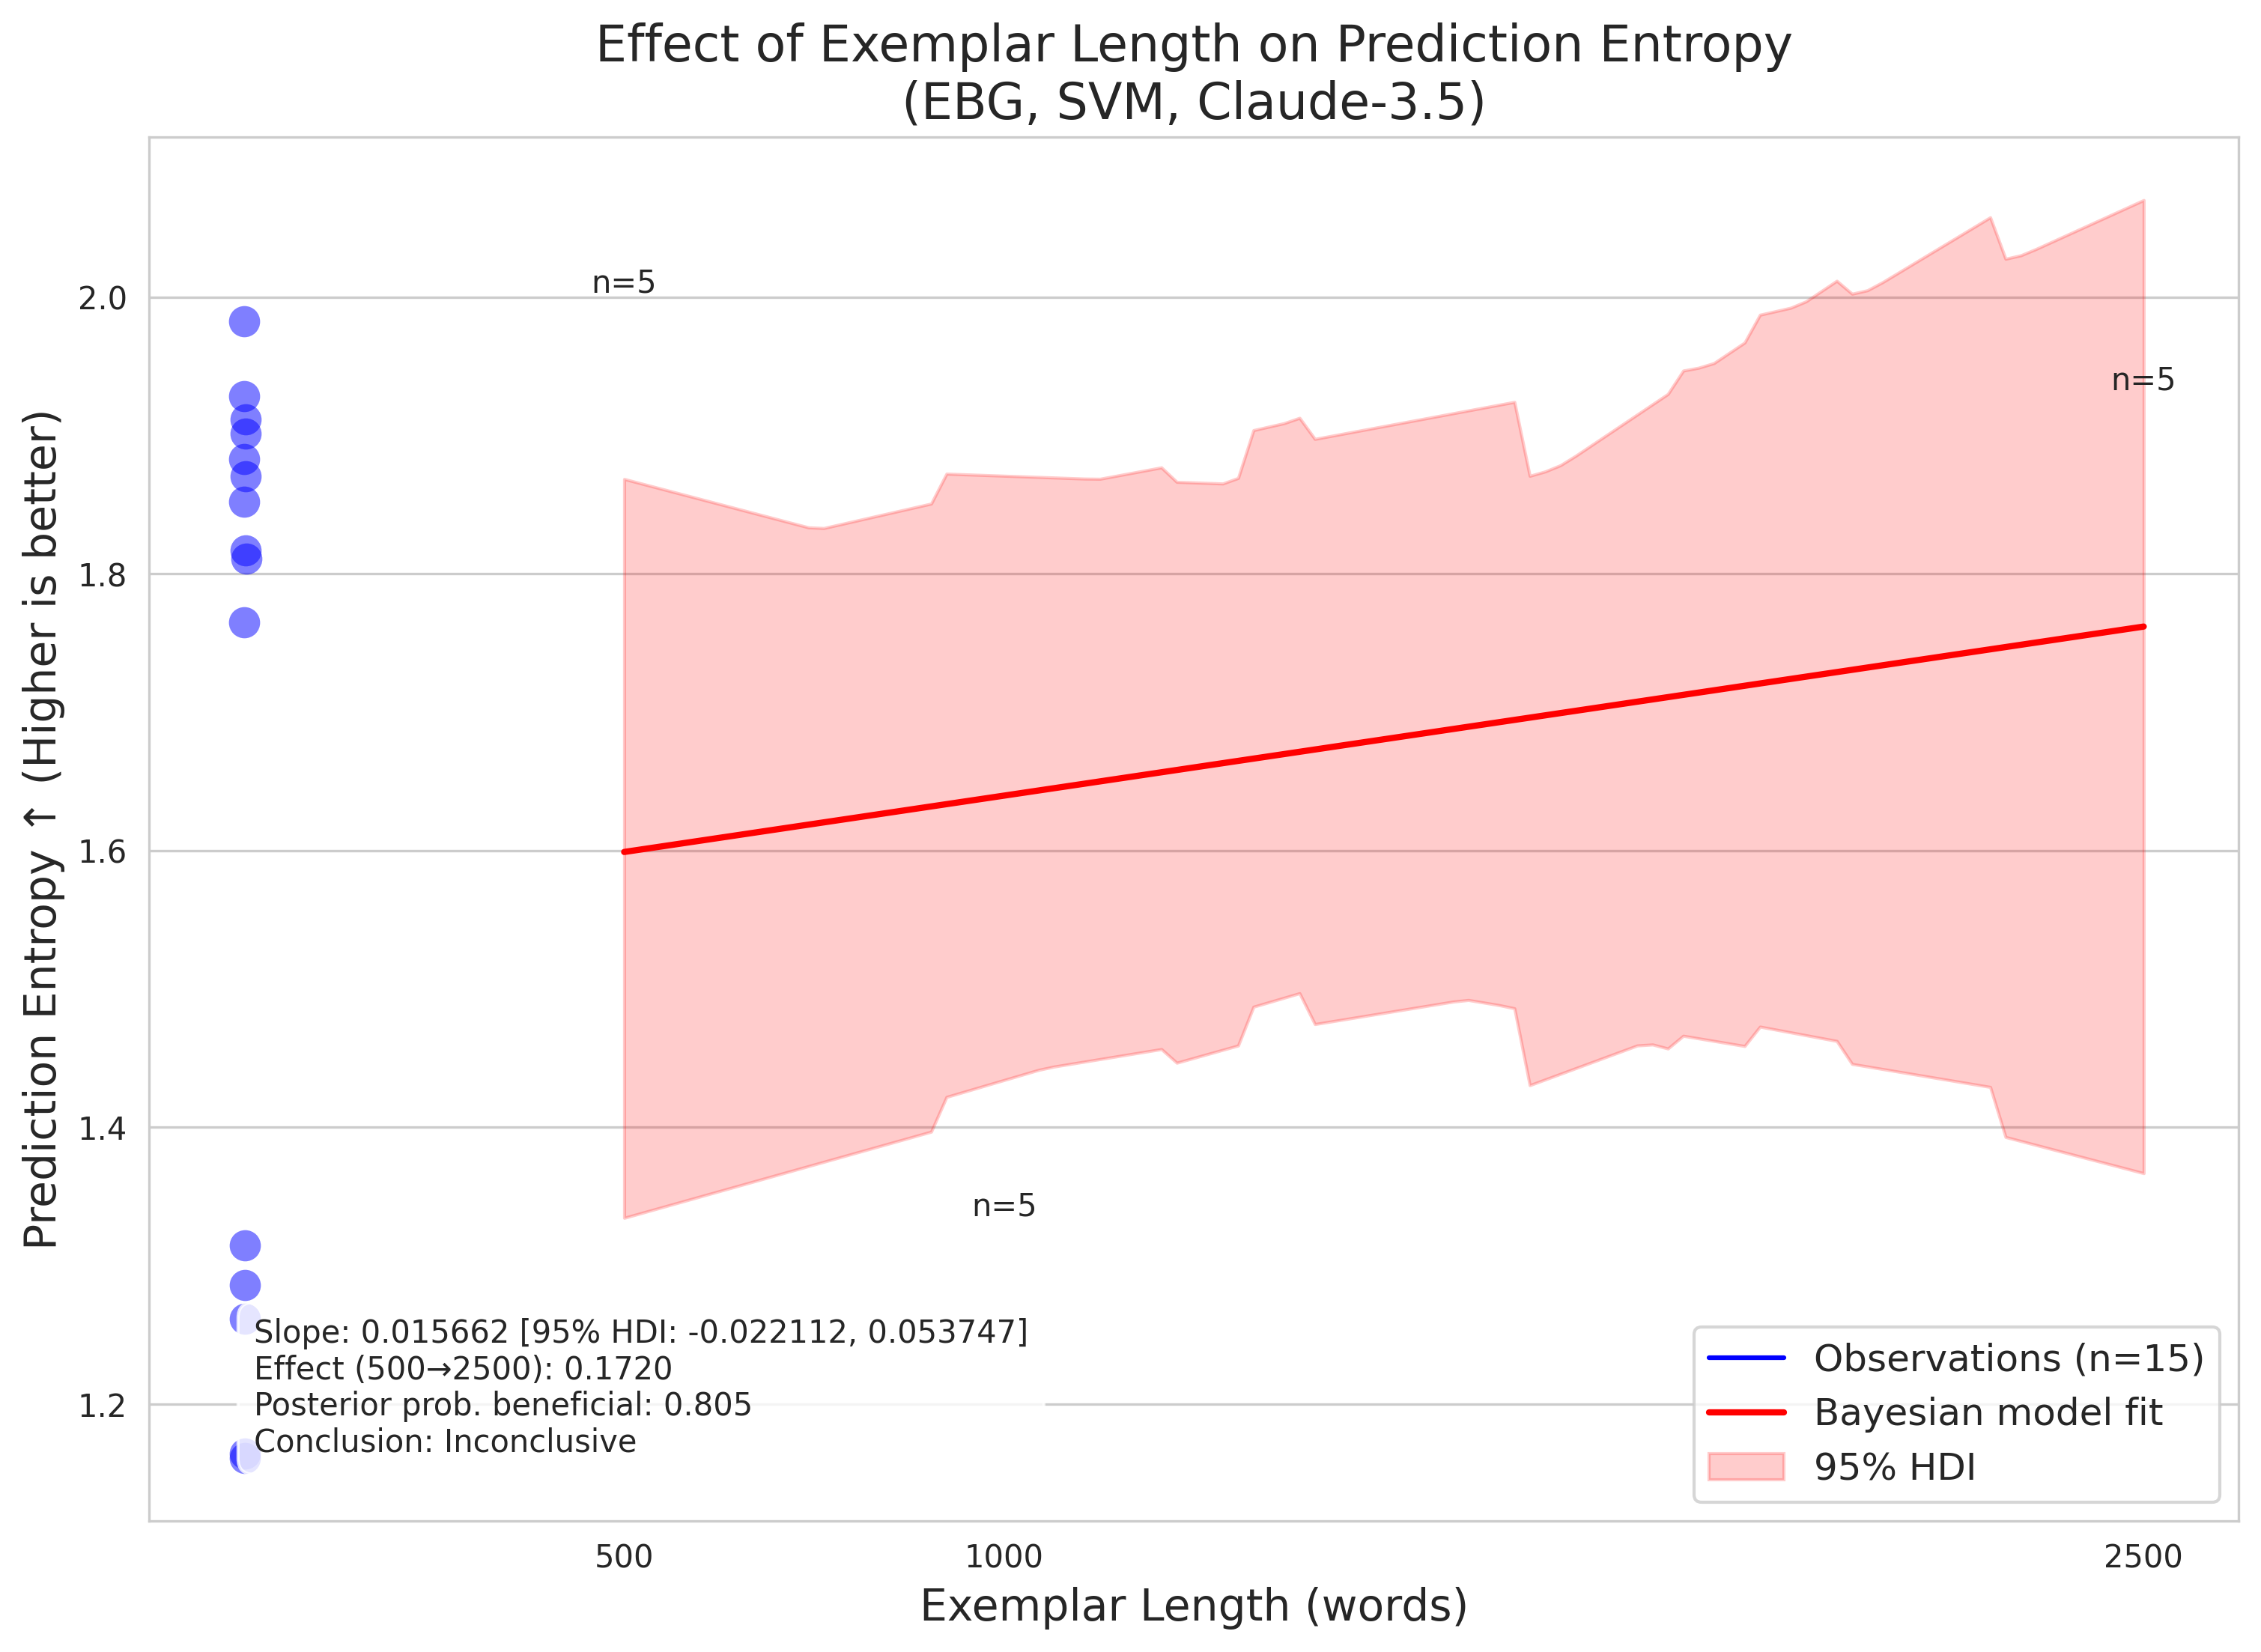 Effect of Exemplar Length on Prediction Entropy
(EBG, SVM, Claude-3.5)
Prediction Entropy ↑ (Higher is better)
2.0
1.8
1.6
1.4
1.2
n=5
n=5
n=5
Slope: 0.015662 [95% HDI: -0.022112, 0.053747]
Effect (500→2500): 0.1720
Posterior prob. beneficial: 0.805
Conclusion: Inconclusive
Observations (n=15)
Bayesian model fit
95% HDI
500
1000
2500
Exemplar Length (words)